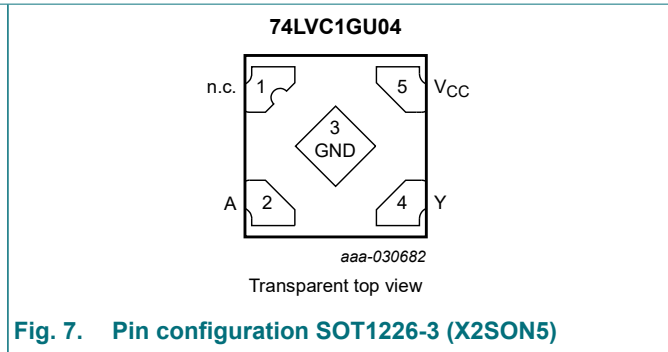 74LVC1GU04
n.c. 1 5 VCC
3
GND
A 2 4 Y
aaa-030682
Transparent top view
Fig. 7. Pin configuration SOT1226-3 (X2SON5)